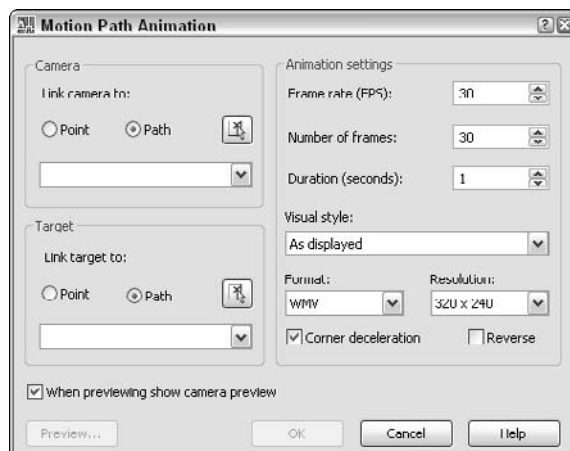 Motion Path Animation
Camera
Link camera to:
Point
Path
Target
Link target to:
Point
Path
Animation settings
Frame rate (FPS):
30
Number of frames:
30
Duration (seconds):
1
Visual style:
As displayed
Format:
WMV
Resolution:
320 x 240
Corner deceleration
Reverse
When previewing show camera preview
Preview...
OK
Cancel
Help